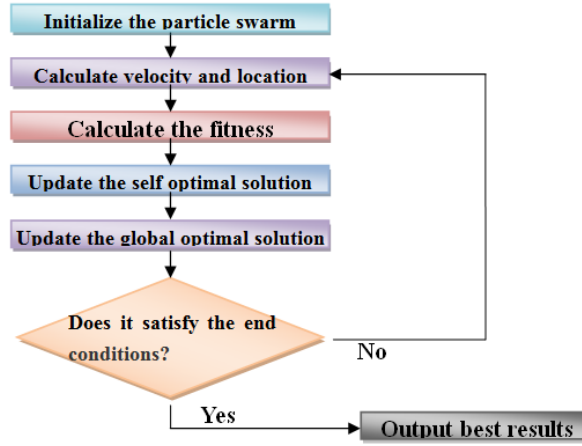 Initialize the particle swarm
Calculate velocity and location
Calculate the fitness
Update the self optimal solution
Update the global optimal solution
Does it satisfy the end
conditions?
No
Yes
Output best results